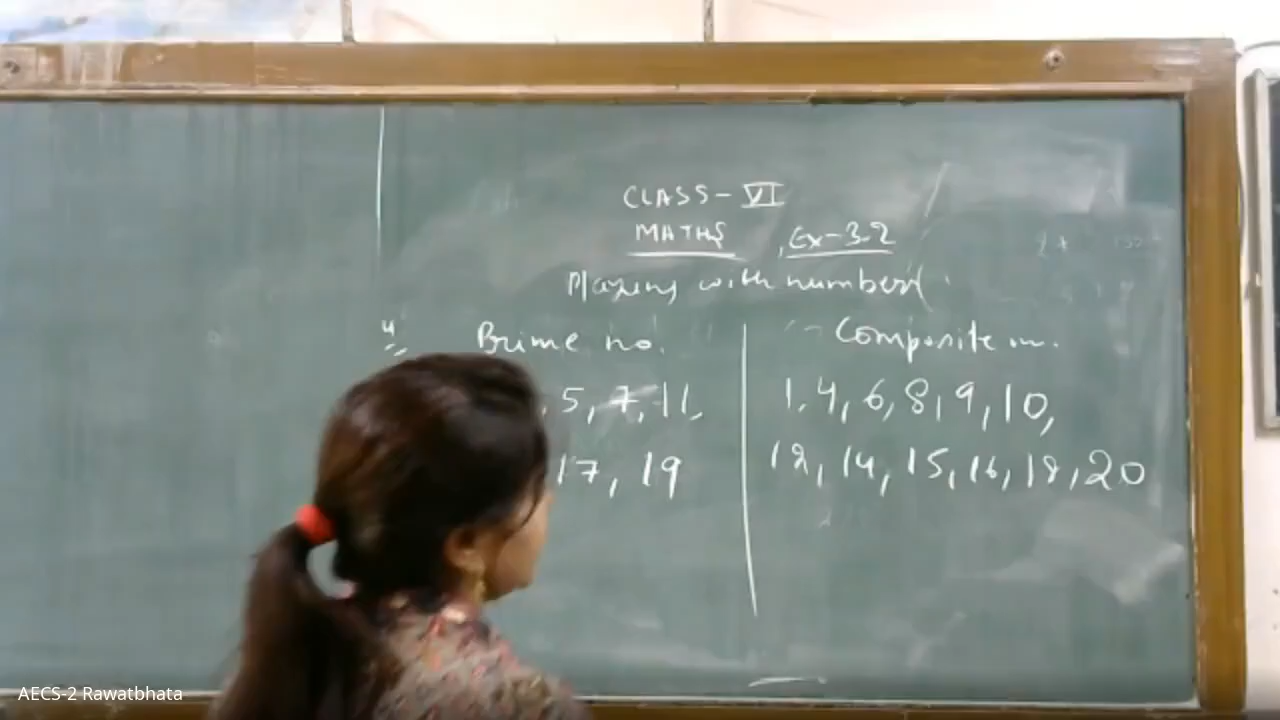 CLASS-VI
MATHS , Ex-3.2
Playing with numbers
4 Prime no. Composite no.
, 5, 7, 11, 1, 4, 6, 8, 9, 10,
17, 19 12, 14, 15, 16, 18, 20
AECS-2 Rawatbhata